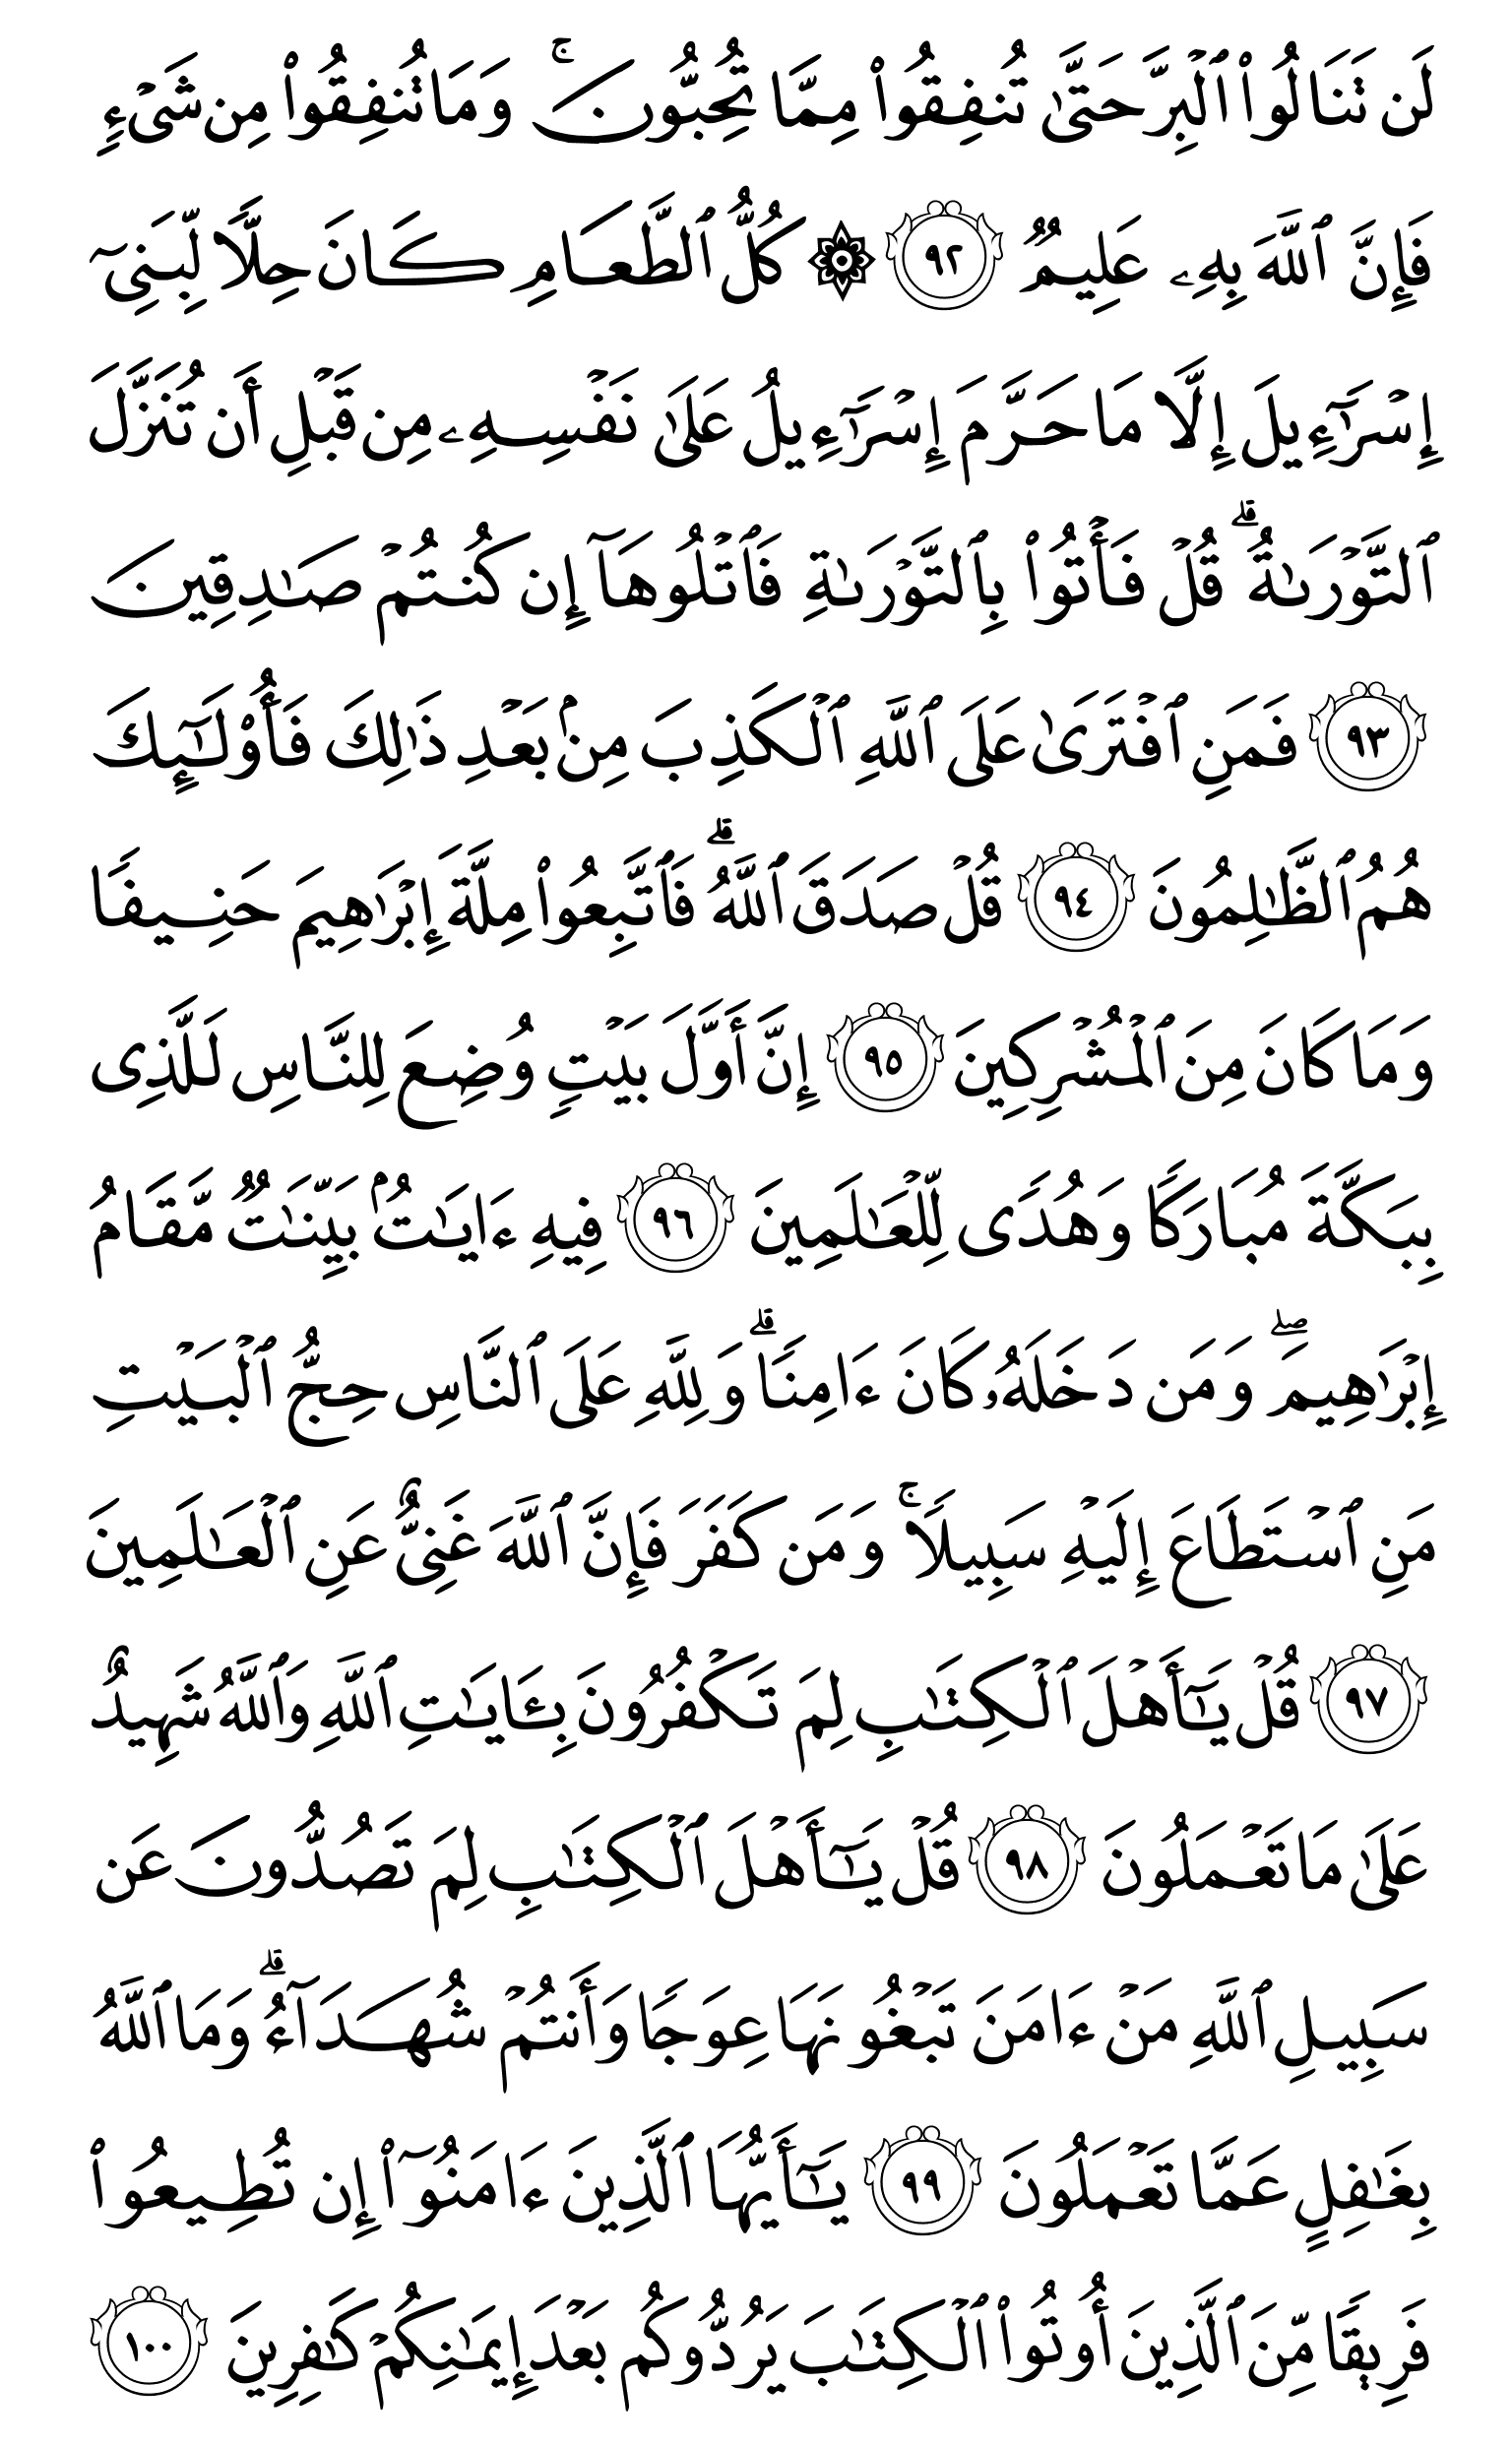 لَن تَنَالُوا۟ ٱلْبِرَّ حَتَّىٰ تُنفِقُوا۟ مِمَّا تُحِبُّونَ ۚ وَمَا تُنفِقُوا۟ مِن شَىْءٍ
فَإِنَّ ٱللَّهَ بِهِۦ عَلِيمٌ ٩٢ ۞ كُلُّ ٱلطَّعَامِ كَانَ حِلًّا لِّبَنِىٓ
إِسْرَٰٓءِيلَ إِلَّا مَا حَرَّمَ إِسْرَٰٓءِيلُ عَلَىٰ نَفْسِهِۦ مِن قَبْلِ أَن تُنَزَّلَ
ٱلتَّوْرَىٰةُ ۗ قُلْ فَأْتُوا۟ بِٱلتَّوْرَىٰةِ فَٱتْلُوهَآ إِن كُنتُمْ صَـٰدِقِينَ
٩٣ فَمَنِ ٱفْتَرَىٰ عَلَى ٱللَّهِ ٱلْكَذِبَ مِنۢ بَعْدِ ذَٰلِكَ فَأُو۟لَـٰٓئِكَ
هُمُ ٱلظَّـٰلِمُونَ ٩٤ قُلْ صَدَقَ ٱللَّهُ ۗ فَٱتَّبِعُوا۟ مِلَّةَ إِبْرَٰهِيمَ حَنِيفًا
وَمَا كَانَ مِنَ ٱلْمُشْرِكِينَ ٩٥ إِنَّ أَوَّلَ بَيْتٍ وُضِعَ لِلنَّاسِ لَلَّذِى
بِبَكَّةَ مُبَارَكًا وَهُدًى لِّلْعَـٰلَمِينَ ٩٦ فِيهِ ءَايَـٰتٌۢ بَيِّنَـٰتٌ مَّقَامُ
إِبْرَٰهِيمَ ۖ وَمَن دَخَلَهُۥ كَانَ ءَامِنًا ۗ وَلِلَّهِ عَلَى ٱلنَّاسِ حِجُّ ٱلْبَيْتِ
مَنِ ٱسْتَطَاعَ إِلَيْهِ سَبِيلًا ۚ وَمَن كَفَرَ فَإِنَّ ٱللَّهَ غَنِىٌّ عَنِ ٱلْعَـٰلَمِينَ
٩٧ قُلْ يَـٰٓأَهْلَ ٱلْكِتَـٰبِ لِمَ تَكْفُرُونَ بِـَٔايَـٰتِ ٱللَّهِ وَٱللَّهُ شَهِيدٌ
عَلَىٰ مَا تَعْمَلُونَ ٩٨ قُلْ يَـٰٓأَهْلَ ٱلْكِتَـٰبِ لِمَ تَصُدُّونَ عَن
سَبِيلِ ٱللَّهِ مَنْ ءَامَنَ تَبْغُونَهَا عِوَجًا وَأَنتُمْ شُهَدَآءُ ۗ وَمَا ٱللَّهُ
بِغَـٰفِلٍ عَمَّا تَعْمَلُونَ ٩٩ يَـٰٓأَيُّهَا ٱلَّذِينَ ءَامَنُوٓا۟ إِن تُطِيعُوا۟
فَرِيقًا مِّنَ ٱلَّذِينَ أُوتُوا۟ ٱلْكِتَـٰبَ يَرُدُّوكُم بَعْدَ إِيمَـٰنِكُمْ كَـٰفِرِينَ ١٠٠